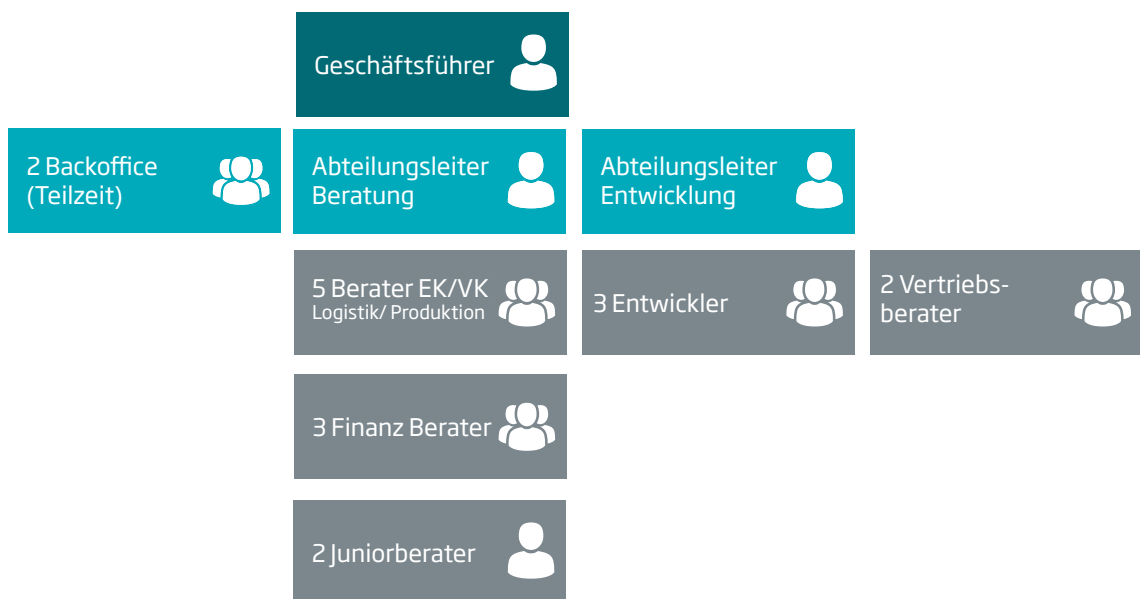 Geschäftsführer
2 Backoffice
(Teilzeit)
Abteilungsleiter
Beratung
Abteilungsleiter
Entwicklung
5 Berater EK/VK
Logistik/ Produktion
3 Entwickler
2 Vertriebs-
berater
3 Finanz Berater
2 Juniorberater